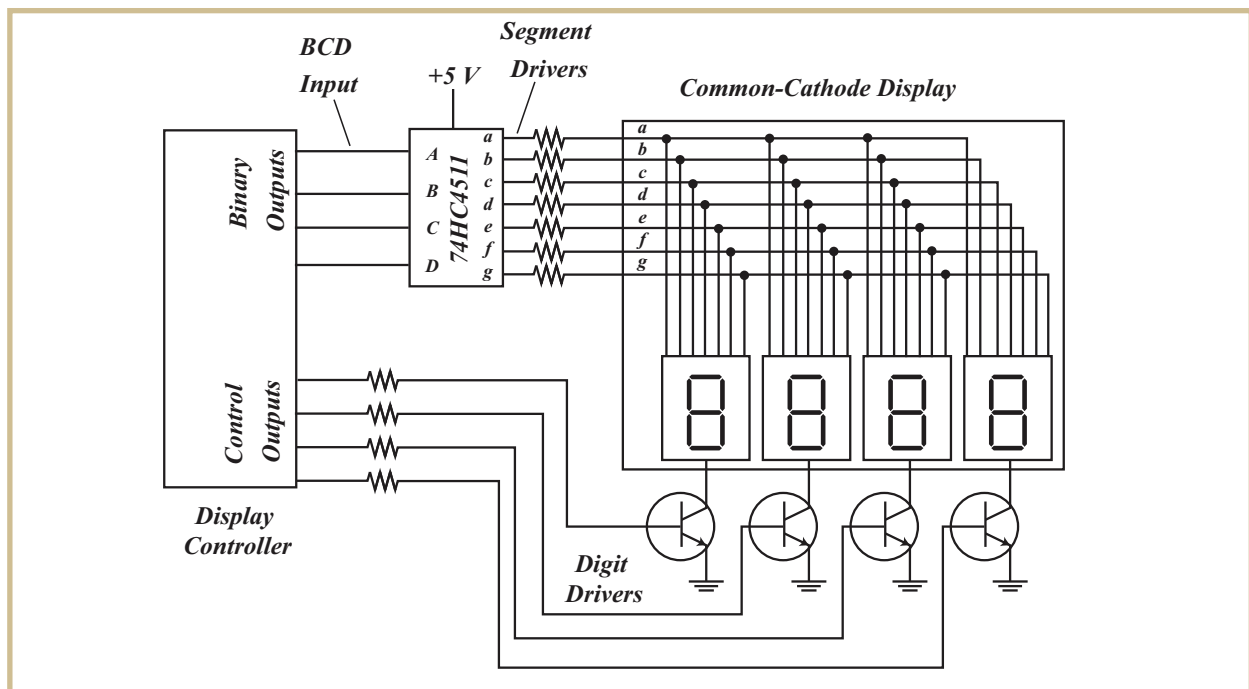 BCD
Input
+5 V
Segment
Drivers
Common-Cathode Display
Binary
Outputs
A
B
C
D
74HC4511
a
b
c
d
e
f
g
a
b
c
d
e
f
g
Control
Outputs
Display
Controller
Digit
Drivers